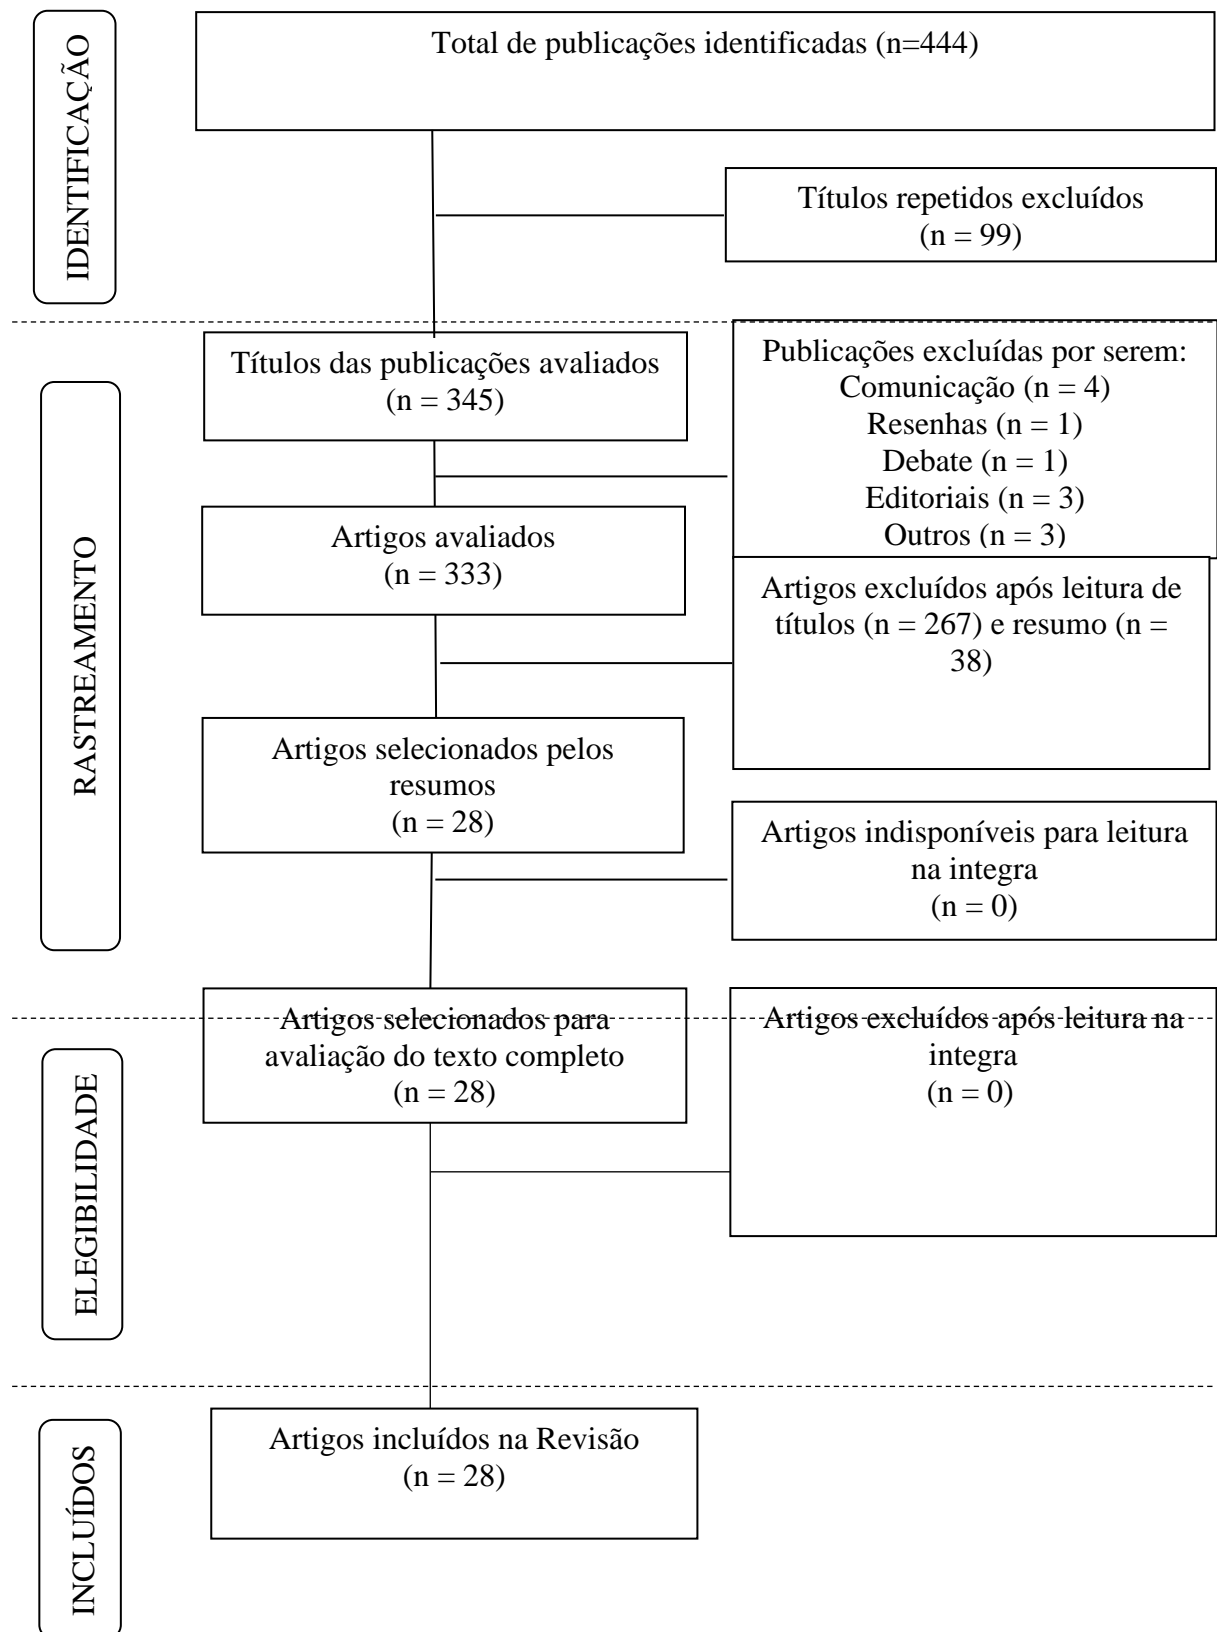 IDENTIFICAÇÃO
Total de publicações identificadas (n=444)
Títulos repetidos excluídos
(n = 99)
RASTREAMENTO
Títulos das publicações avaliados
(n = 345)
Publicações excluídas por serem:
Comunicação (n = 4)
Resenhas (n = 1)
Debate (n = 1)
Editoriais (n = 3)
Outros (n = 3)
Artigos avaliados
(n = 333)
Artigos excluídos após leitura de
títulos (n = 267) e resumo (n =
38)
Artigos selecionados pelos
resumos
(n = 28)
Artigos indisponíveis para leitura
na integra
(n = 0)
ELEGIBILIDADE
Artigos selecionados para
avaliação do texto completo
(n = 28)
Artigos excluídos após leitura na
integra
(n = 0)
INCLUÍDOS
Artigos incluídos na Revisão
(n = 28)